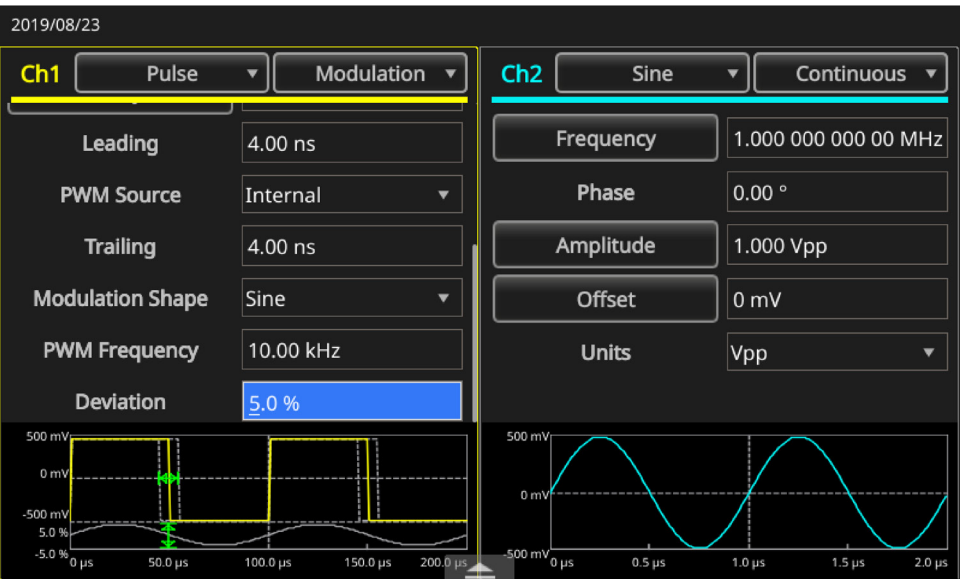 2019/08/23
Ch1 Pulse Modulation
Leading 4.00 ns
PWM Source Internal
Trailing 4.00 ns
Modulation Shape Sine
PWM Frequency 10.00 kHz
Deviation 5.0 %
500 mV
0 mV
-500 mV
5.0 %
-5.0 %
0 µs 50.0 µs 100.0 µs 150.0 µs 200.0 µs
Ch2 Sine Continuous
Frequency 1.000 000 000 00 MHz
Phase 0.00 °
Amplitude 1.000 Vpp
Offset 0 mV
Units Vpp
500 mV
0 mV
-500 mV
0 µs 0.5 µs 1.0 µs 1.5 µs 2.0 µs